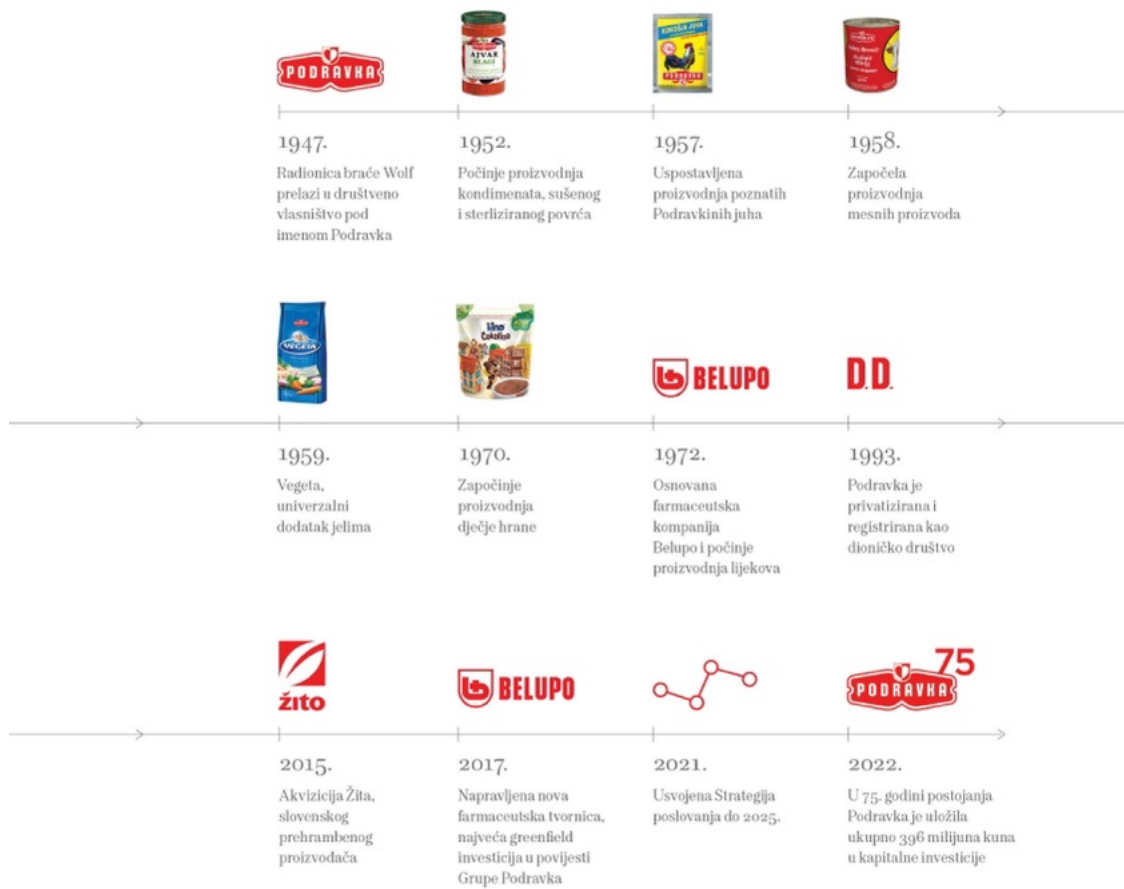 PODRAVKA
AJVAR
BLAGI
KOKOŠJA JUHA
PODRAVKA
1947.
Radionica braće Wolf
prelazi u društveno
vlasništvo pod
imenom Podravka
1952.
Počinje proizvodnja
kondimenata, sušenog
i steriliziranog povrća
1957.
Uspostavljena
proizvodnja poznatih
Podravkinih juha
1958.
Započela
proizvodnja
mesnih proizvoda
VEGETA
lino
Čokolino
BELUPO
D.D.
1959.
Vegeta,
univerzalni
dodatak jelima
1970.
Započinje
proizvodnja
dječje hrane
1972.
Osnovana
farmaceutska
kompanija
Belupo i počinje
proizvodnja lijekova
1993.
Podravka je
privatizirana i
registrirana kao
dioničko društvo
žito
BELUPO
PODRAVKA
75
2015.
Akvizicija Žita,
slovenskog
prehrambenog
proizvođača
2017.
Napravljena nova
farmaceutska tvornica,
najveća greenfield
investicija u povijesti
Grupe Podravka
2021.
Usvojena Strategija
poslovanja do 2025.
2022.
U 75. godini postojanja
Podravka je uložila
ukupno 396 milijuna kuna
u kapitalne investicije